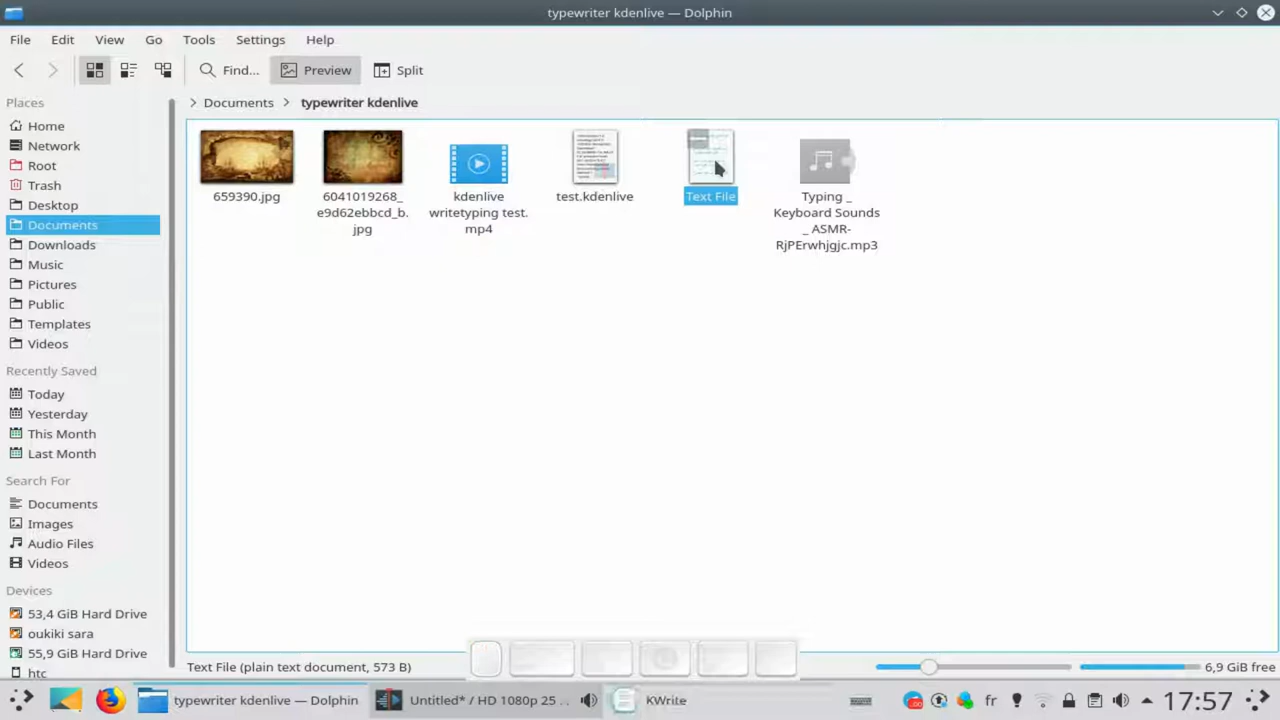 typewriter kdenlive — Dolphin
File Edit View Go Tools Settings Help
Find... Preview Split
Places
Documents typewriter kdenlive
Home
Network
Root
Trash
Desktop
Documents
Downloads
Music
Pictures
Public
Templates
Videos
Recently Saved
Today
Yesterday
This Month
Last Month
Search For
Documents
Images
Audio Files
Videos
Devices
53,4 GiB Hard Drive
oukiki sara
55,9 GiB Hard Drive
htc
659390.jpg
6041019268_
e9d62ebbcd_b.
jpg
kdenlive
writetyping test.
mp4
test.kdenlive
Text File
Typing _
Keyboard Sounds
_ ASMR-
RjPErwhjgjc.mp3
Text File (plain text document, 573 B)
6,9 GiB free
typewriter kdenlive — Dolphin
Untitled* / HD 1080p 25 ..
KWrite
fr
17:57